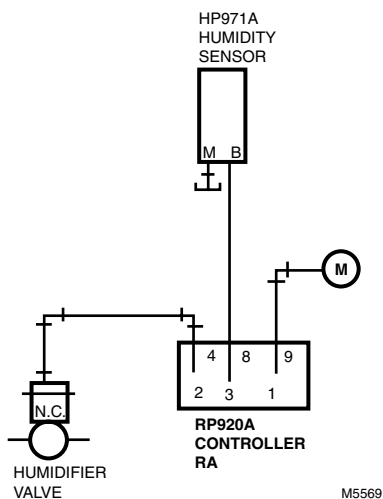 HP971A
HUMIDITY
SENSOR
M B
M
4 8 9
2 3 1
N.C.
RP920A
CONTROLLER
RA
HUMIDIFIER
VALVE
M5569